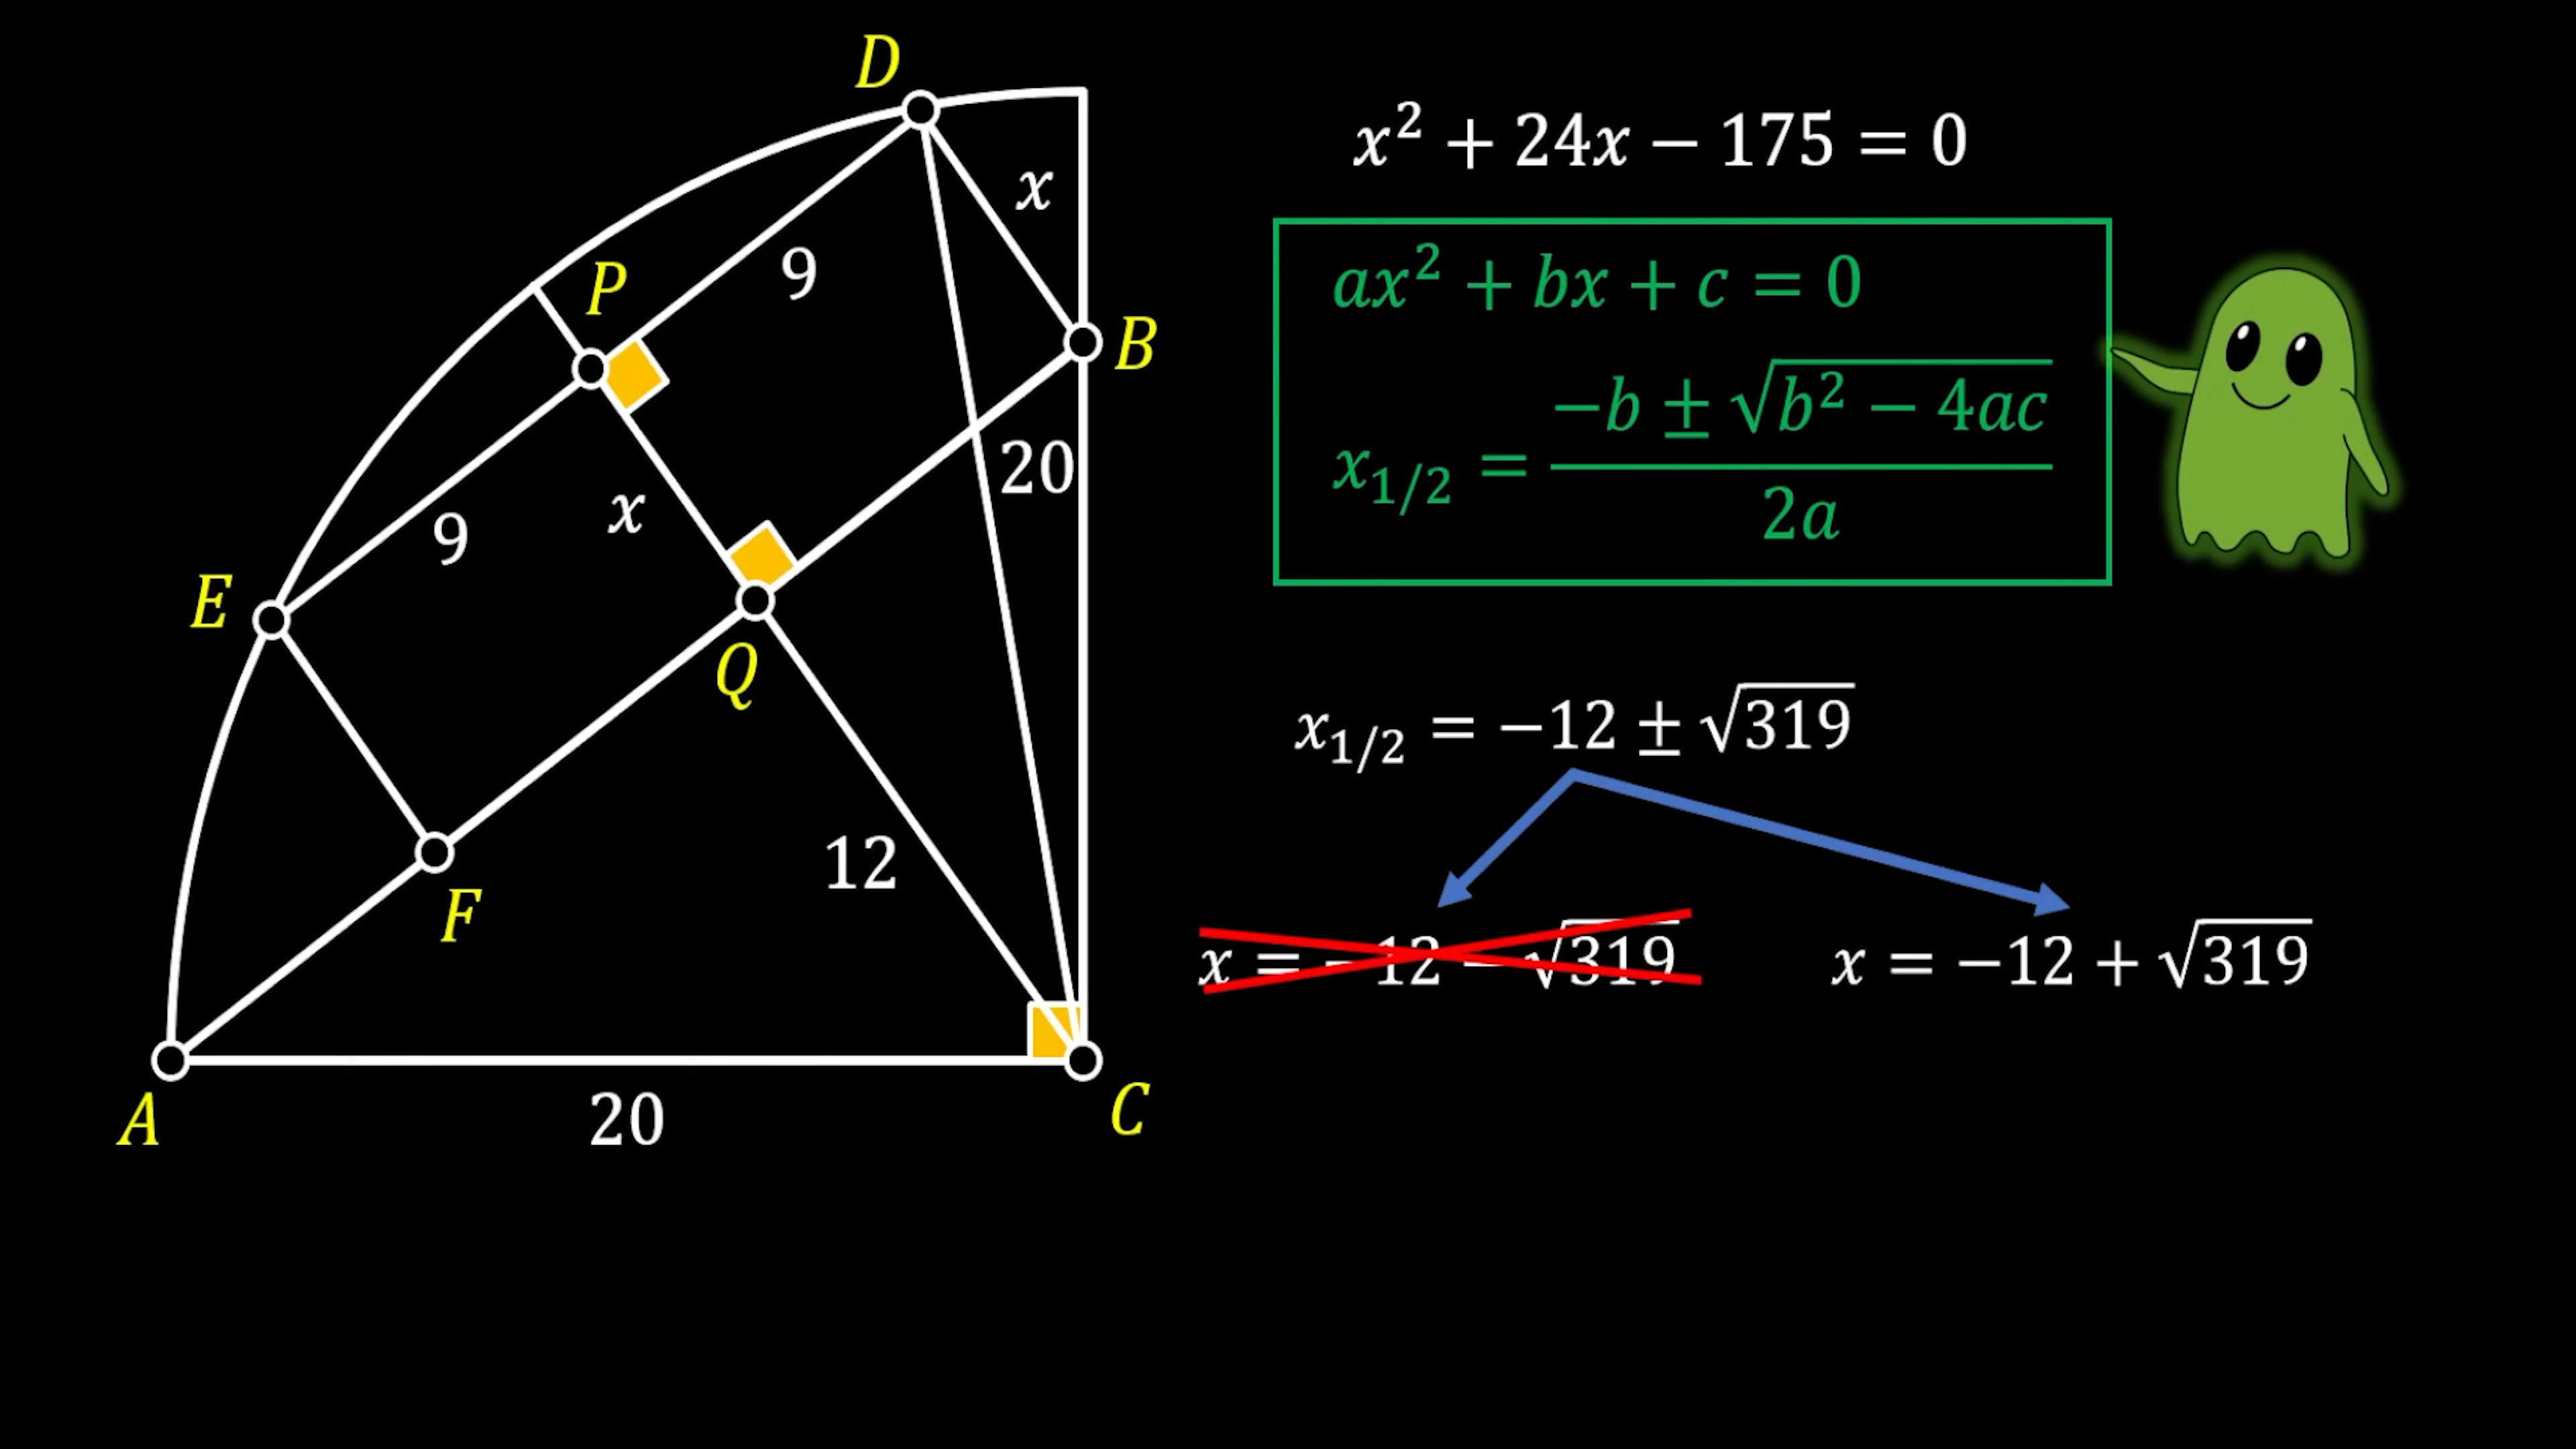 D
x² + 24x − 175 = 0
x
P
9
ax² + bx + c = 0
B
20
x
9
x₁/₂ = (−b ± √(b² − 4ac))/(2a)
E
Q
x₁/₂ = −12 ± √319
12
F
x = −12 − √319
x = −12 + √319
A
20
C